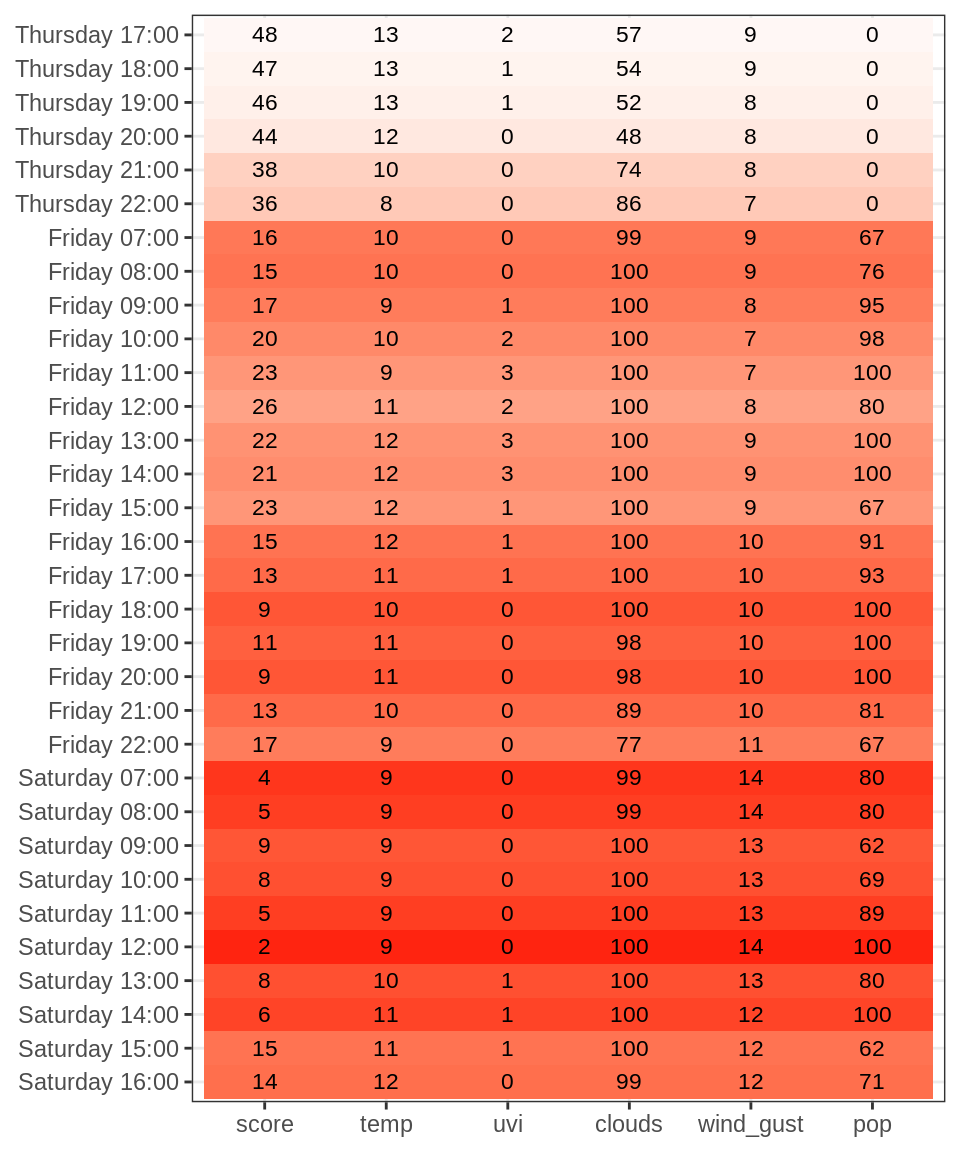 Thursday 17:00 48 13 2 57 9 0
Thursday 18:00 47 13 1 54 9 0
Thursday 19:00 46 13 1 52 8 0
Thursday 20:00 44 12 0 48 8 0
Thursday 21:00 38 10 0 74 8 0
Thursday 22:00 36 8 0 86 7 0
Friday 07:00 16 10 0 99 9 67
Friday 08:00 15 10 0 100 9 76
Friday 09:00 17 9 1 100 8 95
Friday 10:00 20 10 2 100 7 98
Friday 11:00 23 9 3 100 7 100
Friday 12:00 26 11 2 100 8 80
Friday 13:00 22 12 3 100 9 100
Friday 14:00 21 12 3 100 9 100
Friday 15:00 23 12 1 100 9 67
Friday 16:00 15 12 1 100 10 91
Friday 17:00 13 11 1 100 10 93
Friday 18:00 9 10 0 100 10 100
Friday 19:00 11 11 0 98 10 100
Friday 20:00 9 11 0 98 10 100
Friday 21:00 13 10 0 89 10 81
Friday 22:00 17 9 0 77 11 67
Saturday 07:00 4 9 0 99 14 80
Saturday 08:00 5 9 0 99 14 80
Saturday 09:00 9 9 0 100 13 62
Saturday 10:00 8 9 0 100 13 69
Saturday 11:00 5 9 0 100 13 89
Saturday 12:00 2 9 0 100 14 100
Saturday 13:00 8 10 1 100 13 80
Saturday 14:00 6 11 1 100 12 100
Saturday 15:00 15 11 1 100 12 62
Saturday 16:00 14 12 0 99 12 71
score temp uvi clouds wind_gust pop